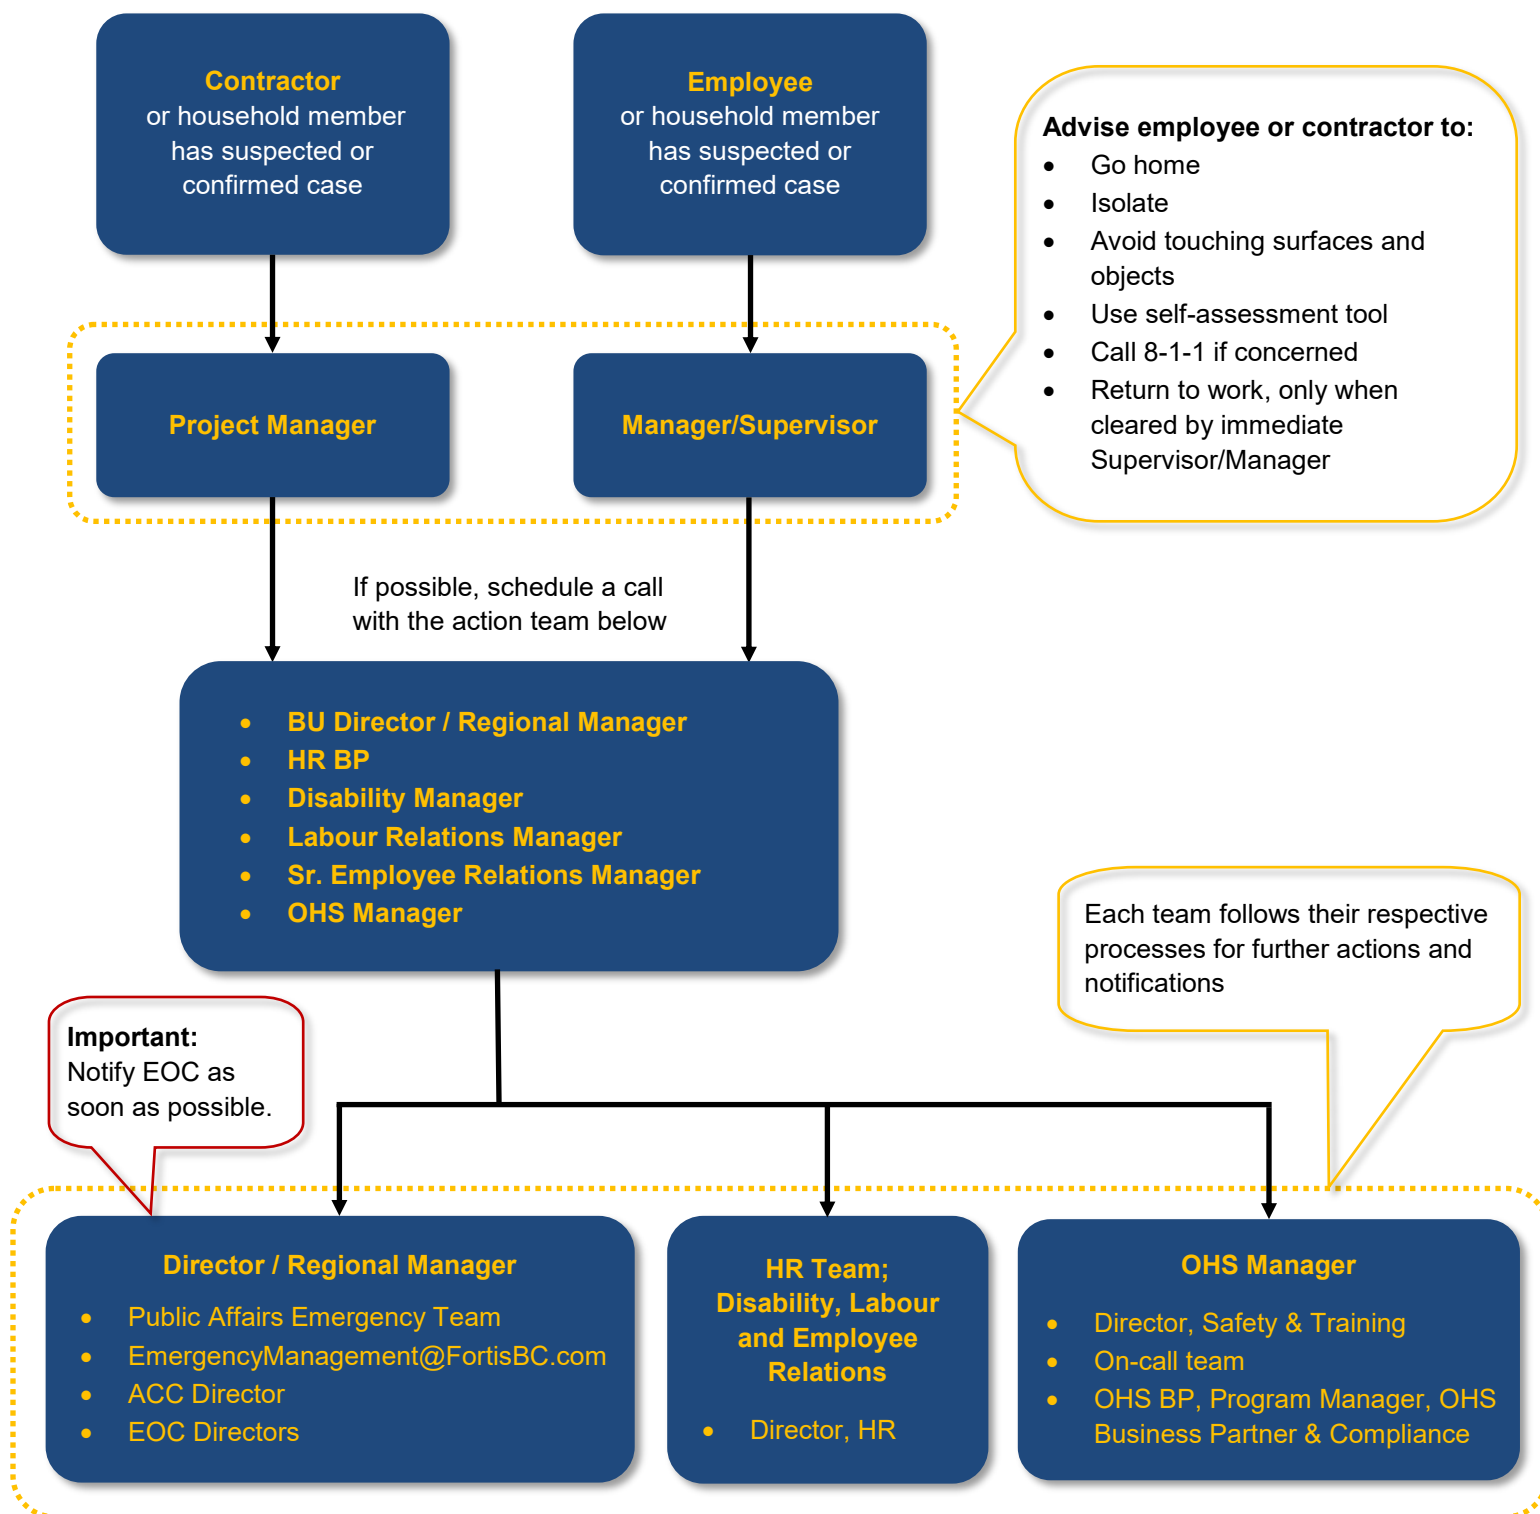 Contractor
or household member
has suspected or
confirmed case
Employee
or household member
has suspected or
confirmed case
Advise employee or contractor to:
• Go home
• Isolate
• Avoid touching surfaces and
objects
• Use self-assessment tool
• Call 8-1-1 if concerned
• Return to work, only when
cleared by immediate
Supervisor/Manager
Project Manager
Manager/Supervisor
If possible, schedule a call
with the action team below
• BU Director / Regional Manager
• HR BP
• Disability Manager
• Labour Relations Manager
• Sr. Employee Relations Manager
• OHS Manager
Each team follows their respective
processes for further actions and
notifications
Important:
Notify EOC as
soon as possible.
Director / Regional Manager
• Public Affairs Emergency Team
• EmergencyManagement@FortisBC.com
• ACC Director
• EOC Directors
HR Team;
Disability, Labour
and Employee
Relations
• Director, HR
OHS Manager
• Director, Safety & Training
• On-call team
• OHS BP, Program Manager, OHS
Business Partner & Compliance